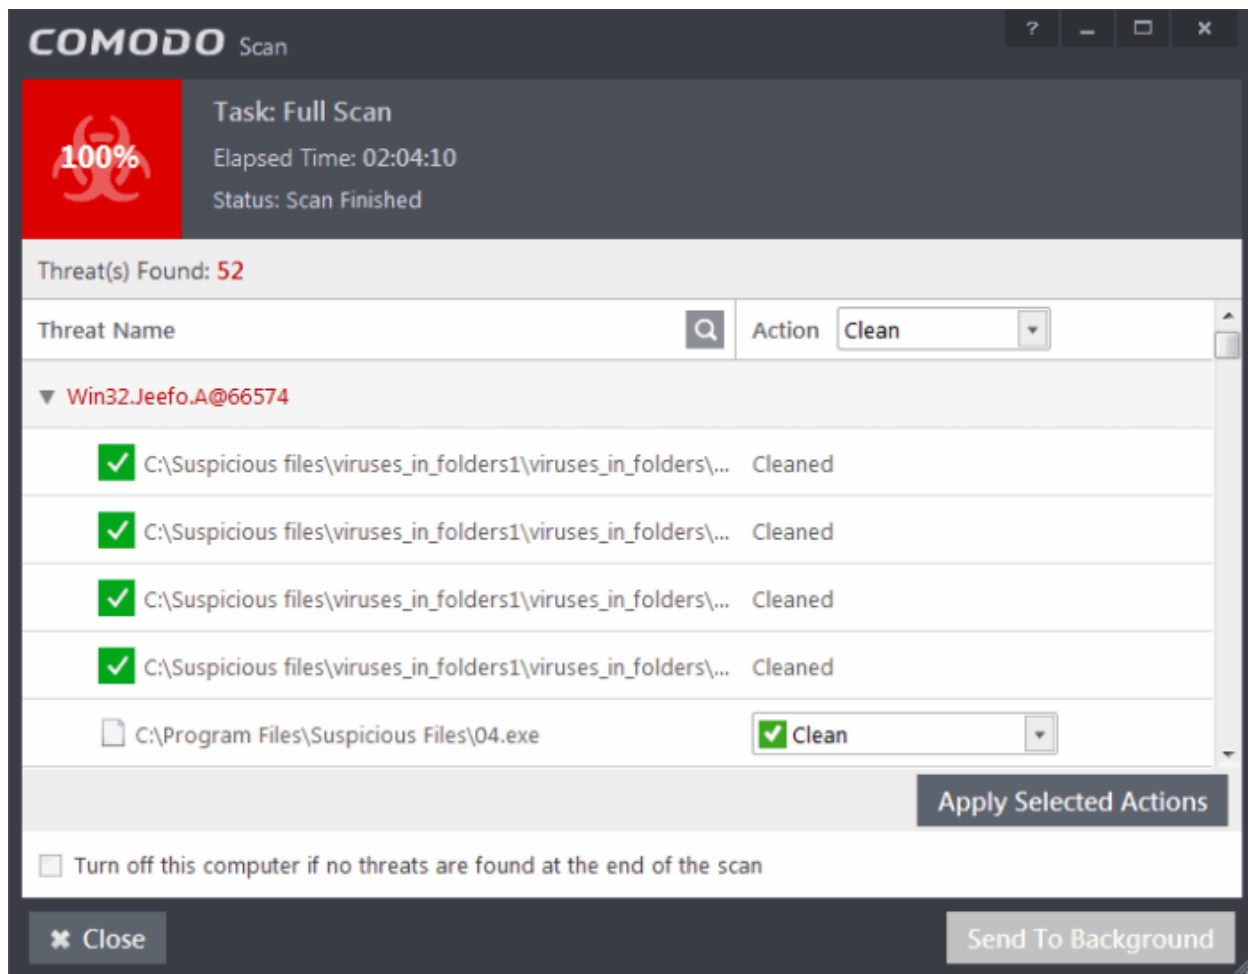 COMODO Scan
?
100%
Task: Full Scan
Elapsed Time: 02:04:10
Status: Scan Finished
Threat(s) Found: 52
Threat Name Action Clean
Win32.Jeefo.A@66574
C:\Suspicious files\viruses_in_folders1\viruses_in_folders\... Cleaned
C:\Suspicious files\viruses_in_folders1\viruses_in_folders\... Cleaned
C:\Suspicious files\viruses_in_folders1\viruses_in_folders\... Cleaned
C:\Suspicious files\viruses_in_folders1\viruses_in_folders\... Cleaned
C:\Program Files\Suspicious Files\04.exe Clean
Apply Selected Actions
Turn off this computer if no threats are found at the end of the scan
Close Send To Background